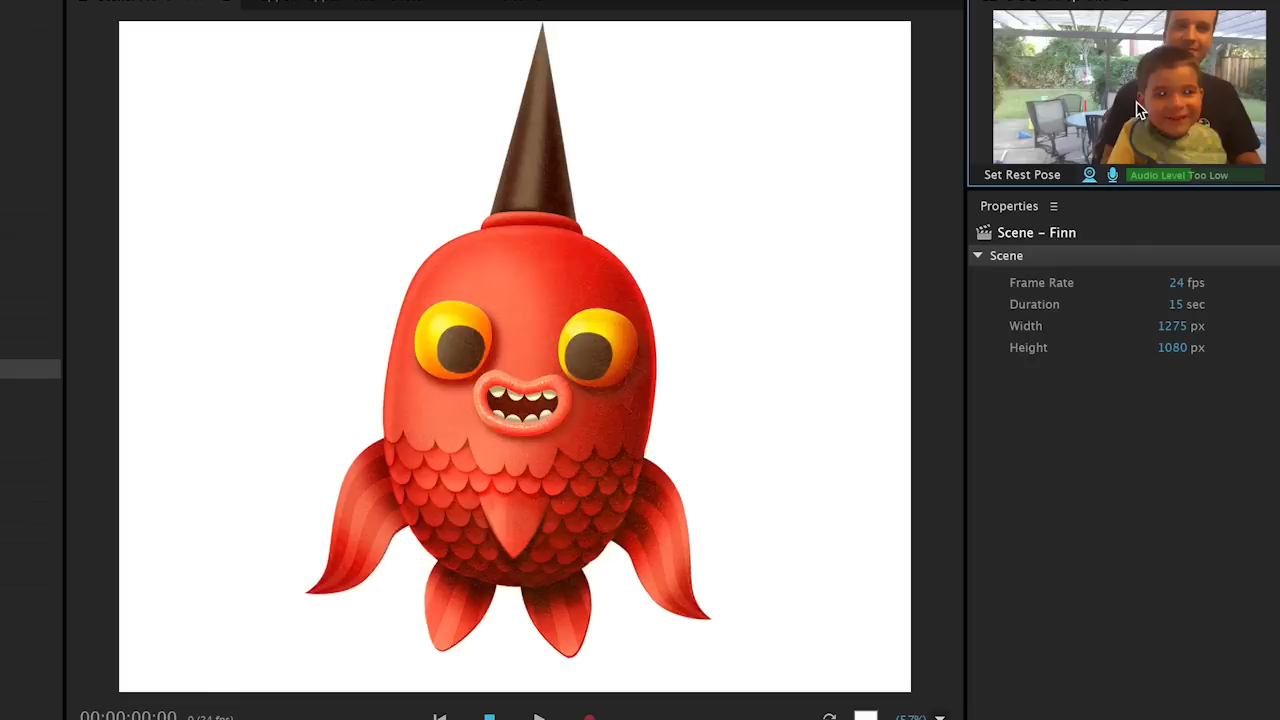 Set Rest Pose
Audio Level Too Low
Properties
Scene – Finn
Scene
Frame Rate 24 fps
Duration 15 sec
Width 1275 px
Height 1080 px
00:00:00:00